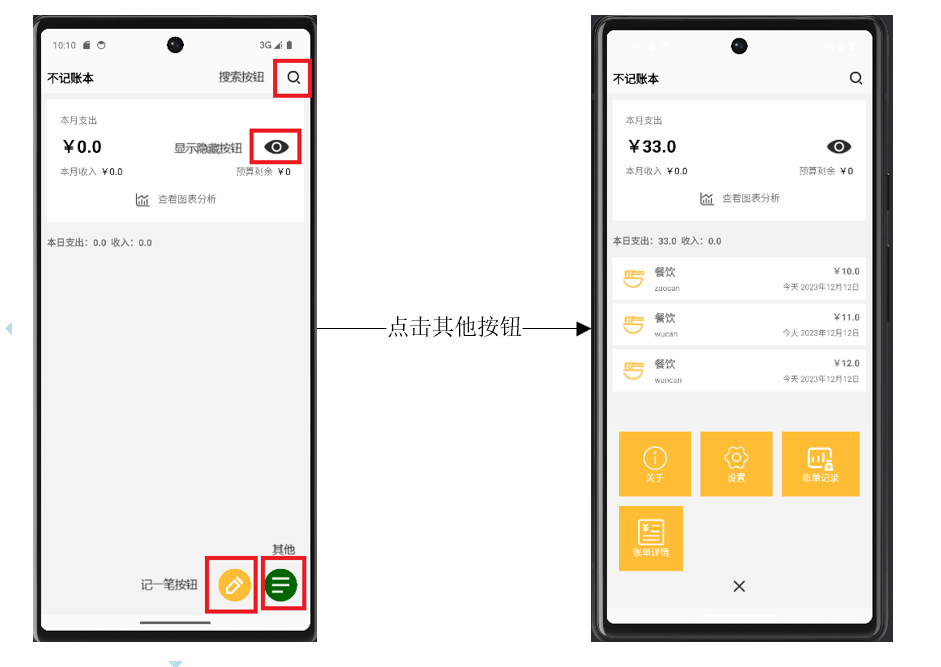 10:10
3G
不记账本
搜索按钮
本月支出
￥0.0
显示隐藏按钮
本月收入 ￥0.0
预算剩余 ￥0
查看图表分析
本日支出：0.0 收入：0.0
其他
记一笔按钮
点击其他按钮
不记账本
本月支出
￥33.0
本月收入 ￥0.0
预算剩余 ￥0
查看图表分析
本日支出：33.0 收入：0.0
餐饮
￥10.0
zaocan
今天 2023年12月12日
餐饮
￥11.0
wucan
今天 2023年12月12日
餐饮
￥12.0
wancan
今天 2023年12月12日
关于
设置
账单记录
账单详情